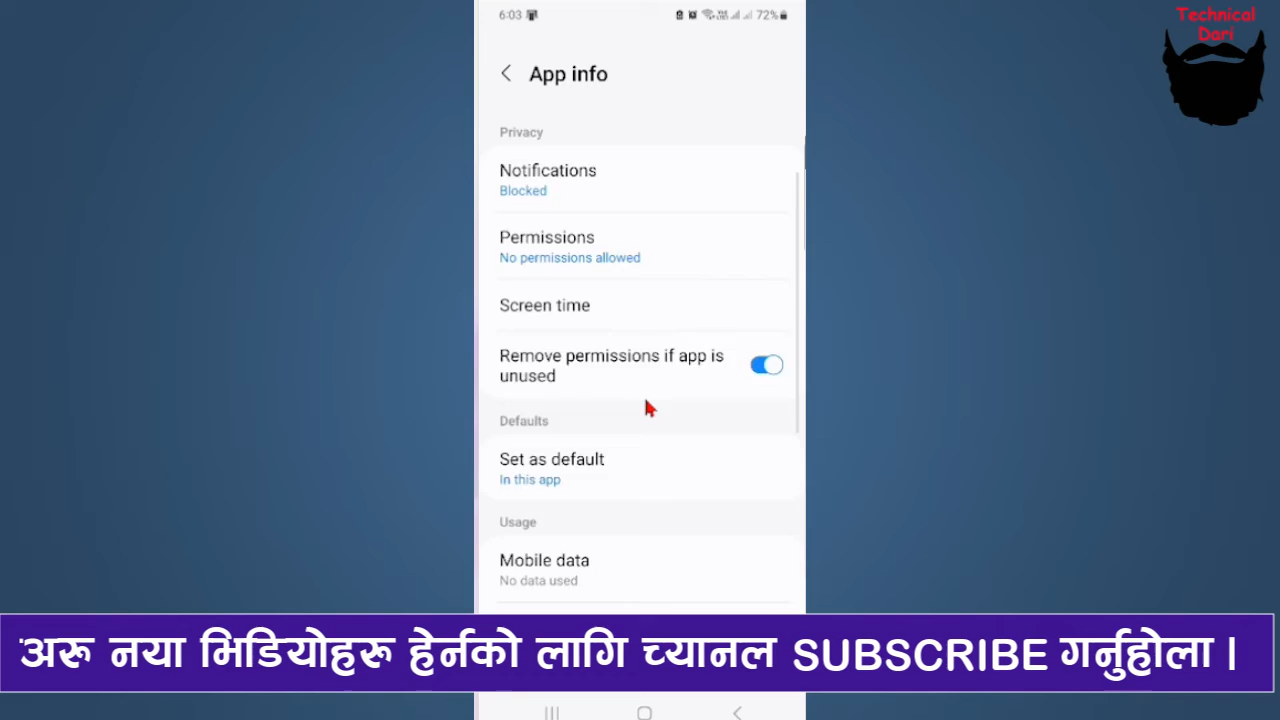 6:03
72%
Technical
Dari
App info
Privacy
Notifications
Blocked
Permissions
No permissions allowed
Screen time
Remove permissions if app is
unused
Defaults
Set as default
In this app
Usage
Mobile data
No data used
अरू नया भिडियोहरू हेर्नको लागि च्यानल SUBSCRIBE गर्नुहोला ।